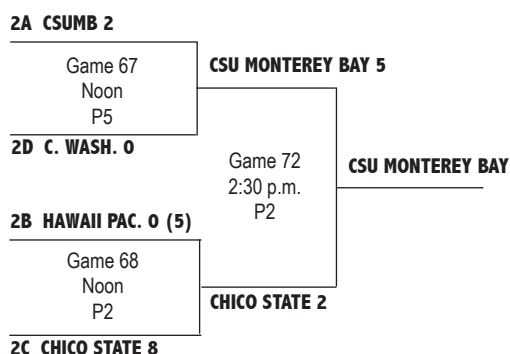 2A CSUMB 2
Game 67
Noon
P5
2D C. WASH. 0
CSU MONTEREY BAY 5
Game 72
2:30 p.m.
P2
CSU MONTEREY BAY
2B HAWAII PAC. 0 (5)
Game 68
Noon
P2
2C CHICO STATE 8
CHICO STATE 2